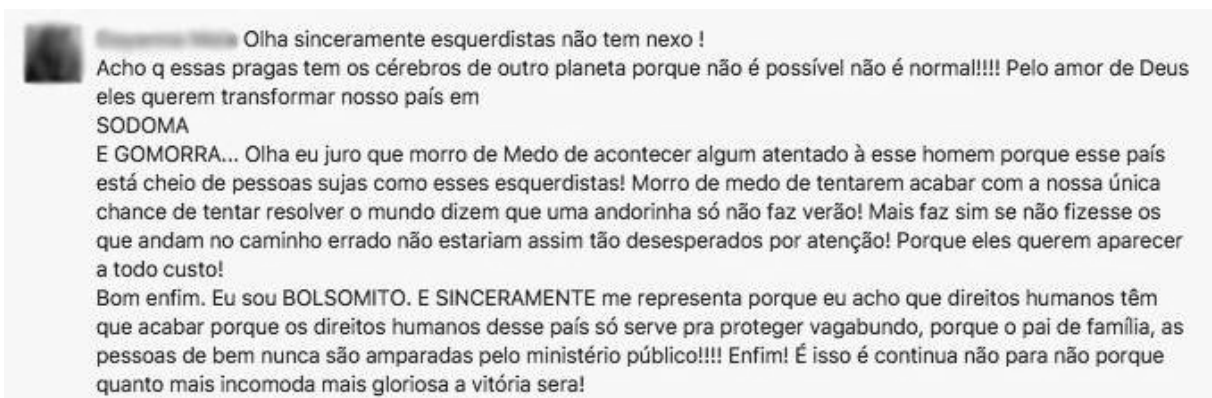 Olha sinceramente esquerdistas não tem nexo !
Acho q essas pragas tem os cérebros de outro planeta porque não é possível não é normal!!!! Pelo amor de Deus
eles querem transformar nosso país em
SODOMA
E GOMORRA... Olha eu juro que morro de Medo de acontecer algum atentado à esse homem porque esse país
está cheio de pessoas sujas como esses esquerdistas! Morro de medo de tentarem acabar com a nossa única
chance de tentar resolver o mundo dizem que uma andorinha só não faz verão! Mais faz sim se não fizesse os
que andam no caminho errado não estariam assim tão desesperados por atenção! Porque eles querem aparecer
a todo custo!
Bom enfim. Eu sou BOLSOMITO. E SINCERAMENTE me representa porque eu acho que direitos humanos têm
que acabar porque os direitos humanos desse país só serve pra proteger vagabundo, porque o pai de família, as
pessoas de bem nunca são amparadas pelo ministério público!!!! Enfim! É isso é continua não para não porque
quanto mais incomoda mais gloriosa a vitória sera!